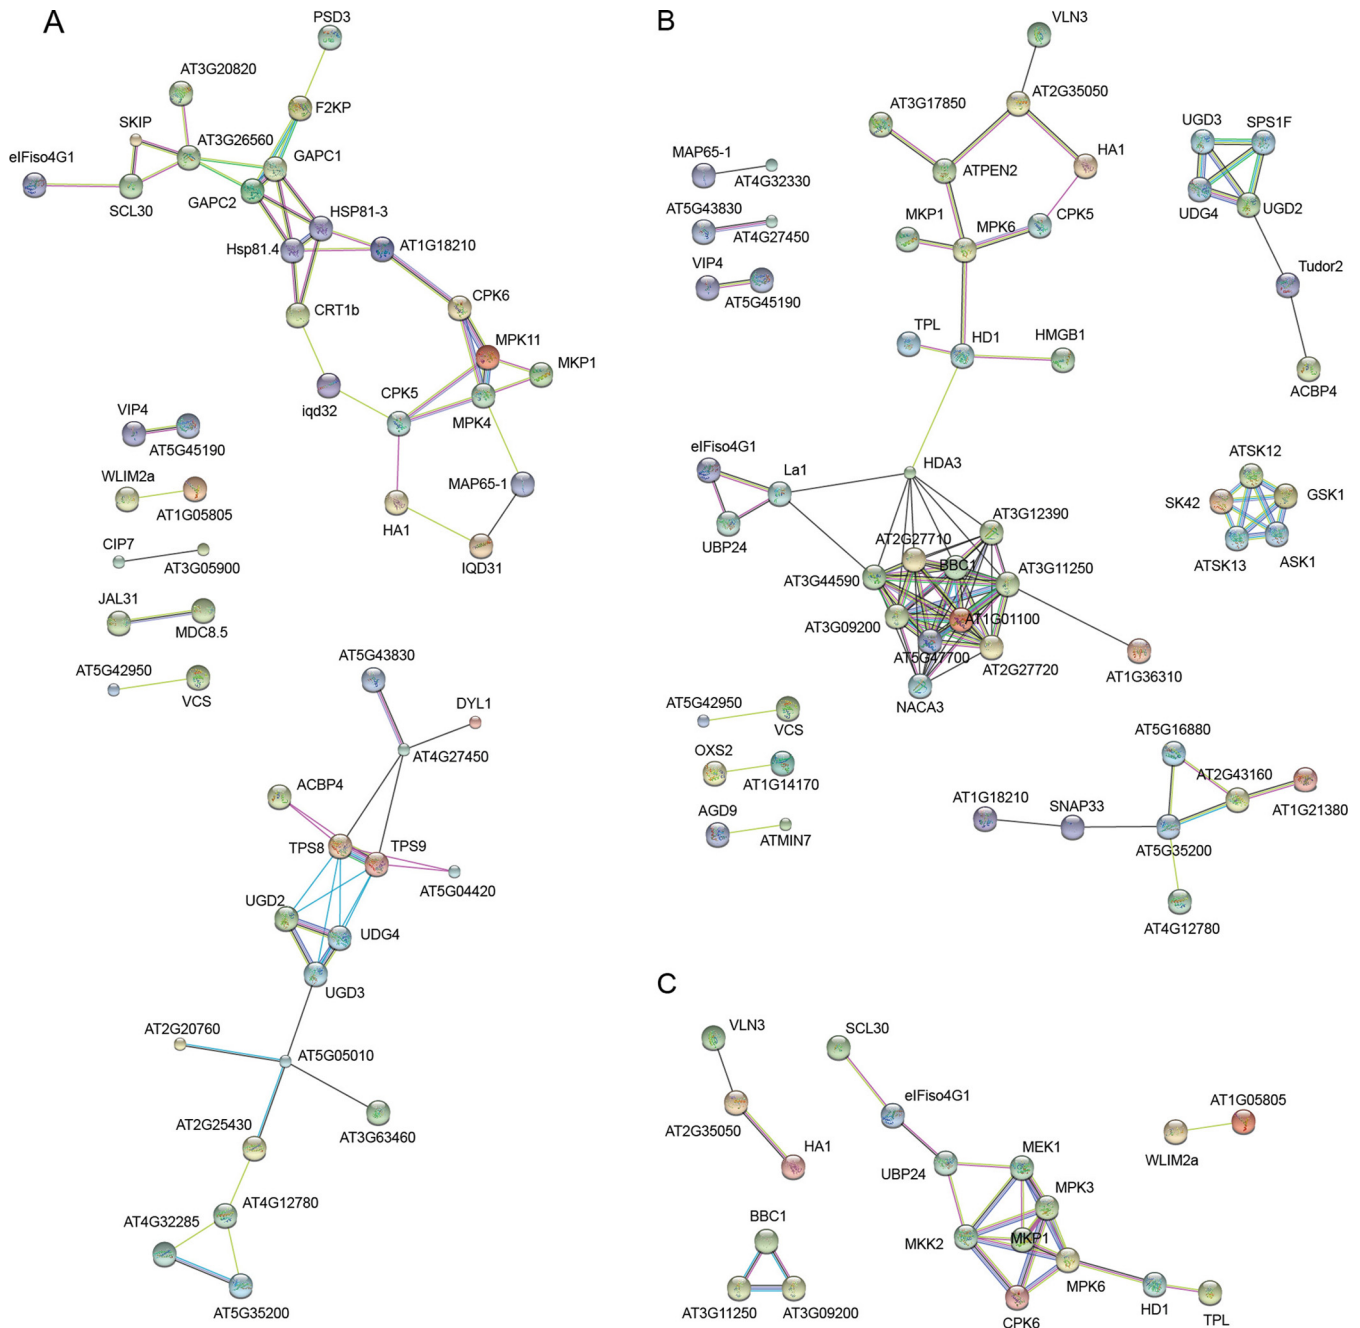 A
PSD3
AT3G20820
F2KP
SKIP
AT3G26560
eIFiso4G1
GAPC1
SCL30
GAPC2
HSP81-3
Hsp81.4
AT1G18210
CPK6
CRT1b
MPK11
MKP1
iqd32
CPK5
MPK4
VIP4
AT5G45190
WLIM2a
MAP65-1
AT1G05805
HA1
CIP7
AT3G05900
IQD31
JAL31
MDC8.5
AT5G42950
VCS
AT5G43830
DYL1
AT4G27450
ACBP4
TPS8
TPS9
AT5G04420
UGD2
UDG4
UGD3
AT2G20760
AT5G05010
AT2G25430
AT3G63460
AT4G12780
AT4G32285
AT5G35200
B
VLN3
AT3G17850
AT2G35050
UGD3
SPS1F
MAP65-1
HA1
AT4G32330
ATPEN2
AT5G43830
MKP1
MPK6
CPK5
UDG4
UGD2
AT4G27450
VIP4
AT5G45190
Tudor2
TPL
HD1
HMGB1
ACBP4
eIFiso4G1
La1
HDA3
ATSK12
SK42
GSK1
UBP24
AT3G12390
AT2G27710
BBC1
AT3G11250
ATSK13
ASK1
AT3G44590
AT3G09200
AT1G01100
AT5G47700
AT2G27720
AT1G36310
NACA3
AT5G42950
VCS
OXS2
AT1G14170
AT5G16880
AT2G43160
AGD9
ATMIN7
AT1G18210
SNAP33
AT1G21380
AT5G35200
AT4G12780
C
VLN3
SCL30
AT2G35050
eIFiso4G1
AT1G05805
HA1
UBP24
MEK1
WLIM2a
MPK3
BBC1
MKK2
MKP1
MPK6
AT3G11250
AT3G09200
CPK6
HD1
TPL